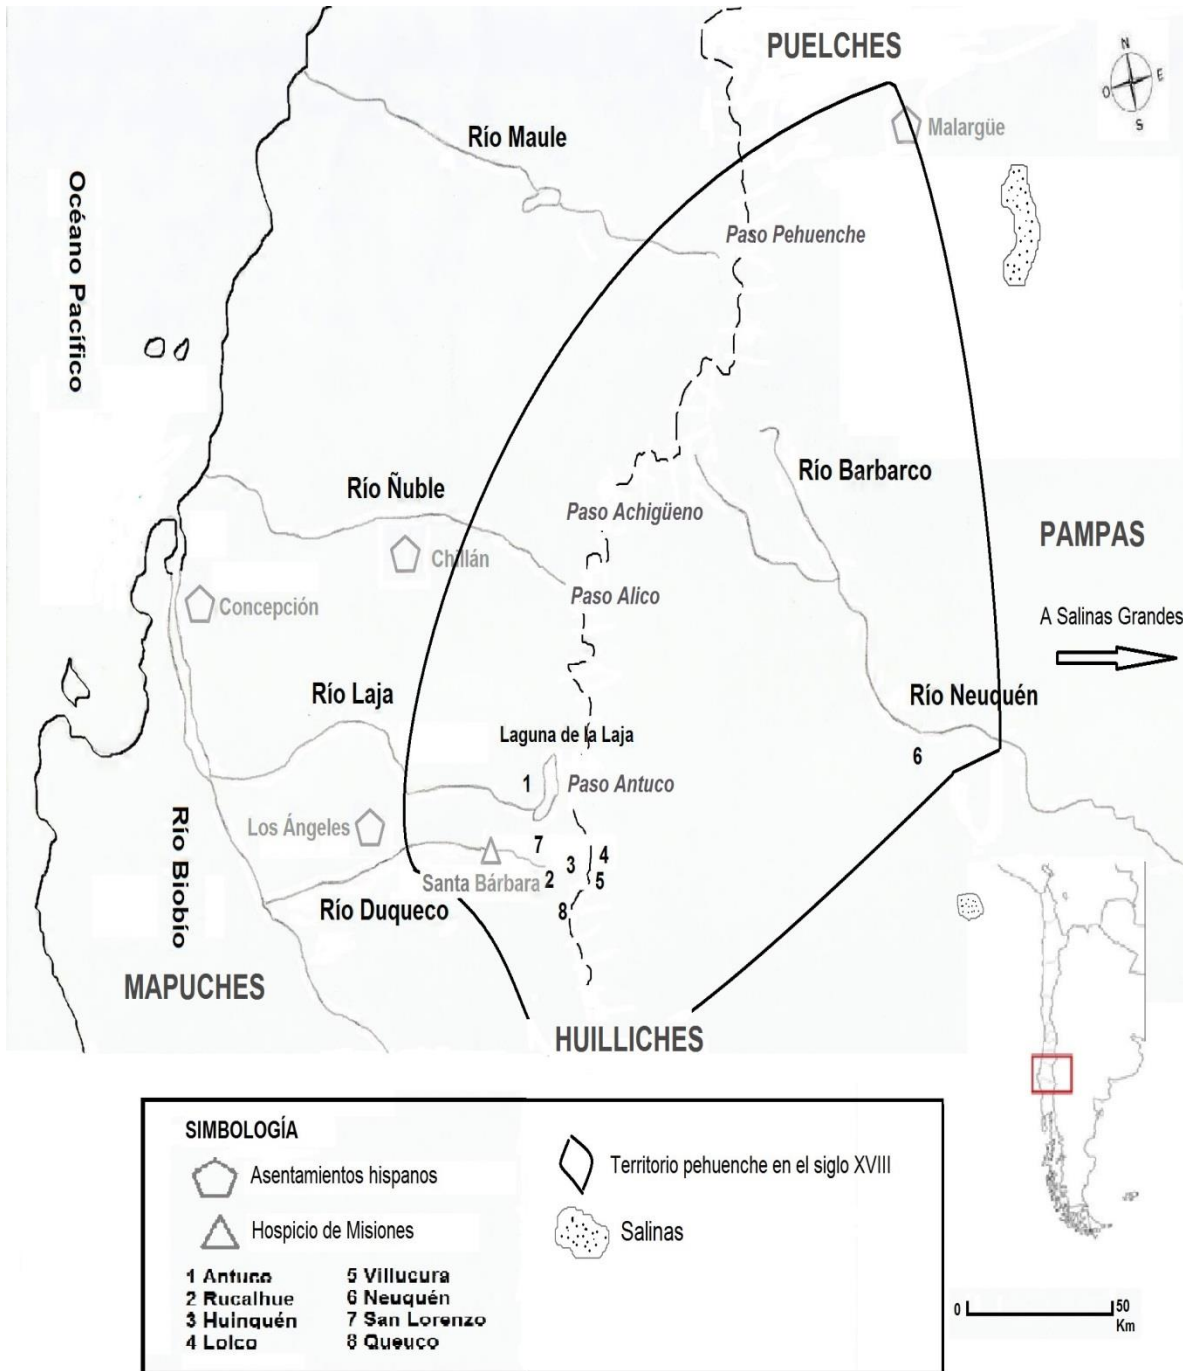 PUELCHES
N
E
O
S
Malargüe
Río Maule
Océano Pacífico
Paso Pehuenche
Río Barbarco
Río Ñuble
Paso Achigüeno
PAMPAS
Chillán
Paso Alico
Concepción
A Salinas Grandes
Río Laja
Río Neuquén
Laguna de la Laja
6
1
Paso Antuco
Río Biobío
Los Ángeles
7
3
4
Santa Bárbara
2
5
Río Duqueco
8
MAPUCHES
HUILLICHES
SIMBOLOGÍA
Asentamientos hispanos
Territorio pehuenche en el siglo XVIII
Hospicio de Misiones
Salinas
1 Antuco
5 Villucura
2 Rucalhue
6 Neuquén
3 Huinquén
7 San Lorenzo
4 Lolco
8 Queuco
0
50
Km